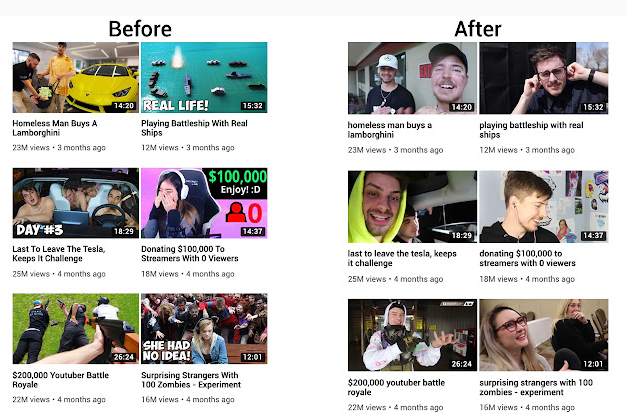 Before
After
14:20
REAL LIFE!
15:32
Homeless Man Buys A
Lamborghini
23M views • 3 months ago
Playing Battleship With Real
Ships
12M views • 3 months ago
DAY #3
18:29
$100,000
Enjoy! :D
0
14:37
Last To Leave The Tesla,
Keeps It Challenge
25M views • 4 months ago
Donating $100,000 To
Streamers With 0 Viewers
18M views • 4 months ago
26:24
SHE HAD
NO IDEA!
12:01
$200,000 Youtuber Battle
Royale
22M views • 4 months ago
Surprising Strangers With
100 Zombies - Experiment
16M views • 4 months ago
14:20
15:32
homeless man buys a
lamborghini
23M views • 3 months ago
playing battleship with real
ships
12M views • 3 months ago
18:29
14:37
last to leave the tesla, keeps
it challenge
25M views • 4 months ago
donating $100,000 to
streamers with 0 viewers
18M views • 4 months ago
26:24
12:01
$200,000 youtuber battle
royale
22M views • 4 months ago
surprising strangers with 100
zombies - experiment
16M views • 4 months ago